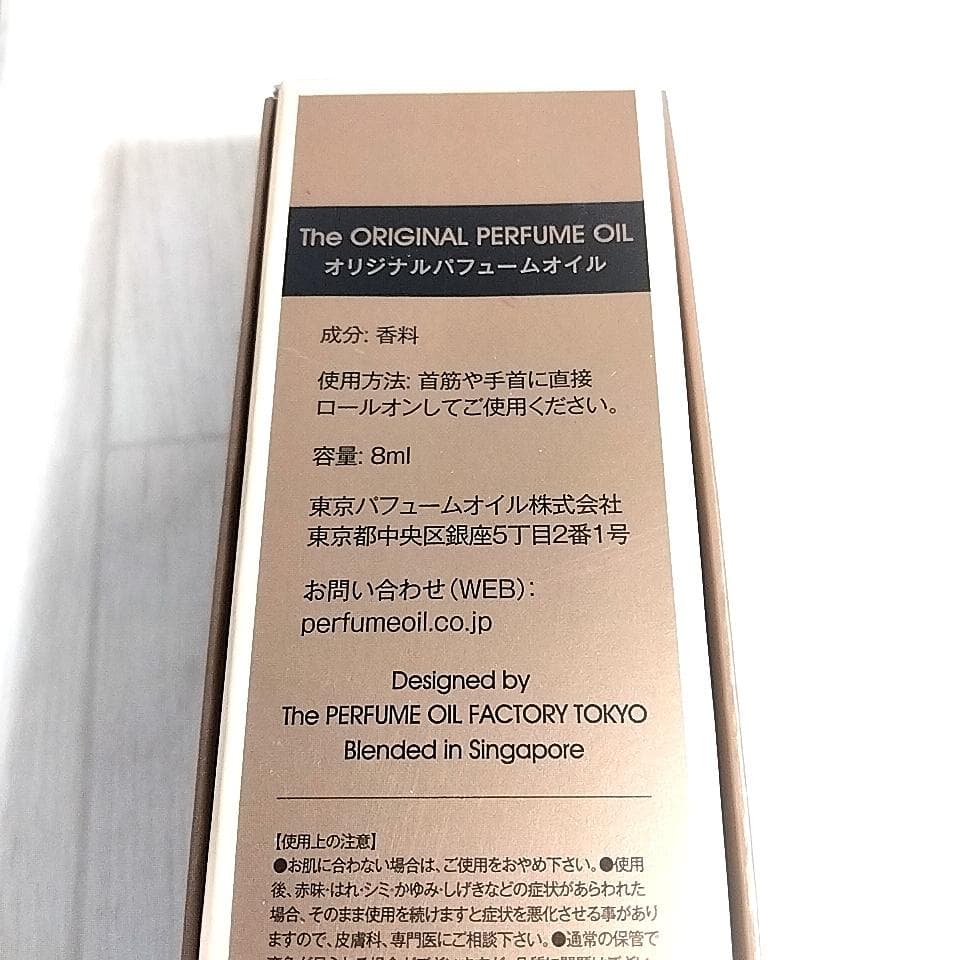 The ORIGINAL PERFUME OIL
オリジナルパフュームオイル
成分: 香料
使用方法: 首筋や手首に直接
ロールオンしてご使用ください。
容量: 8ml
東京パフュームオイル株式会社
東京都中央区銀座5丁目2番1号
お問い合わせ(WEB):
perfumeoil.co.jp
Designed by
The PERFUME OIL FACTORY TOKYO
Blended in Singapore
【使用上の注意】
●お肌に合わない場合は、ご使用をおやめ下さい。●使用
後、赤味・はれ・シミ・かゆみ・しげきなどの症状があらわれた
場合、そのまま使用を続けますと症状を悪化させる事があり
ますので、皮膚科、専門医にご相談下さい。●通常の保管で